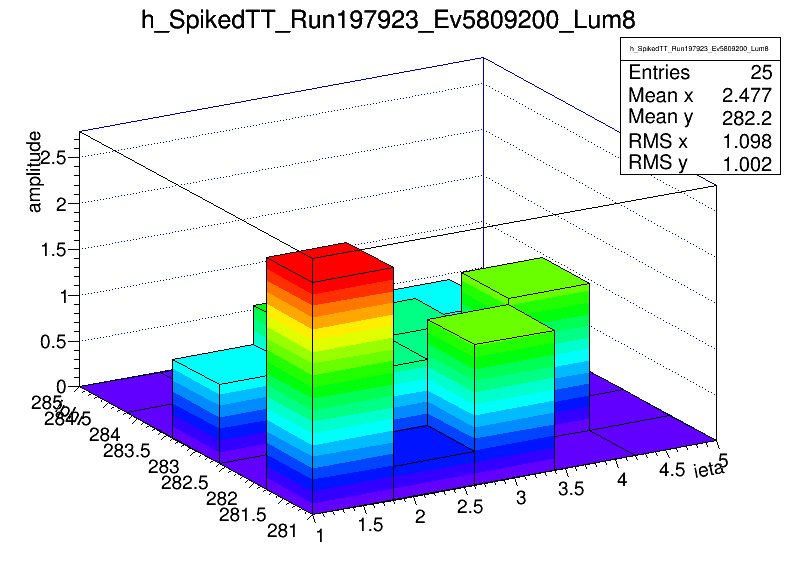 h_SpikedTT_Run197923_Ev5809200_Lum8
h_SpikedTT_Run197923_Ev5809200_Lum8
Entries 25
Mean x 2.477
Mean y 282.2
RMS x 1.098
RMS y 1.002
amplitude
2.5
2
1.5
1
0.5
0
285
284.5
284
283.5
283
282.5
282
281.5
281
1
1.5
2
2.5
3
3.5
4
4.5
5
ieta